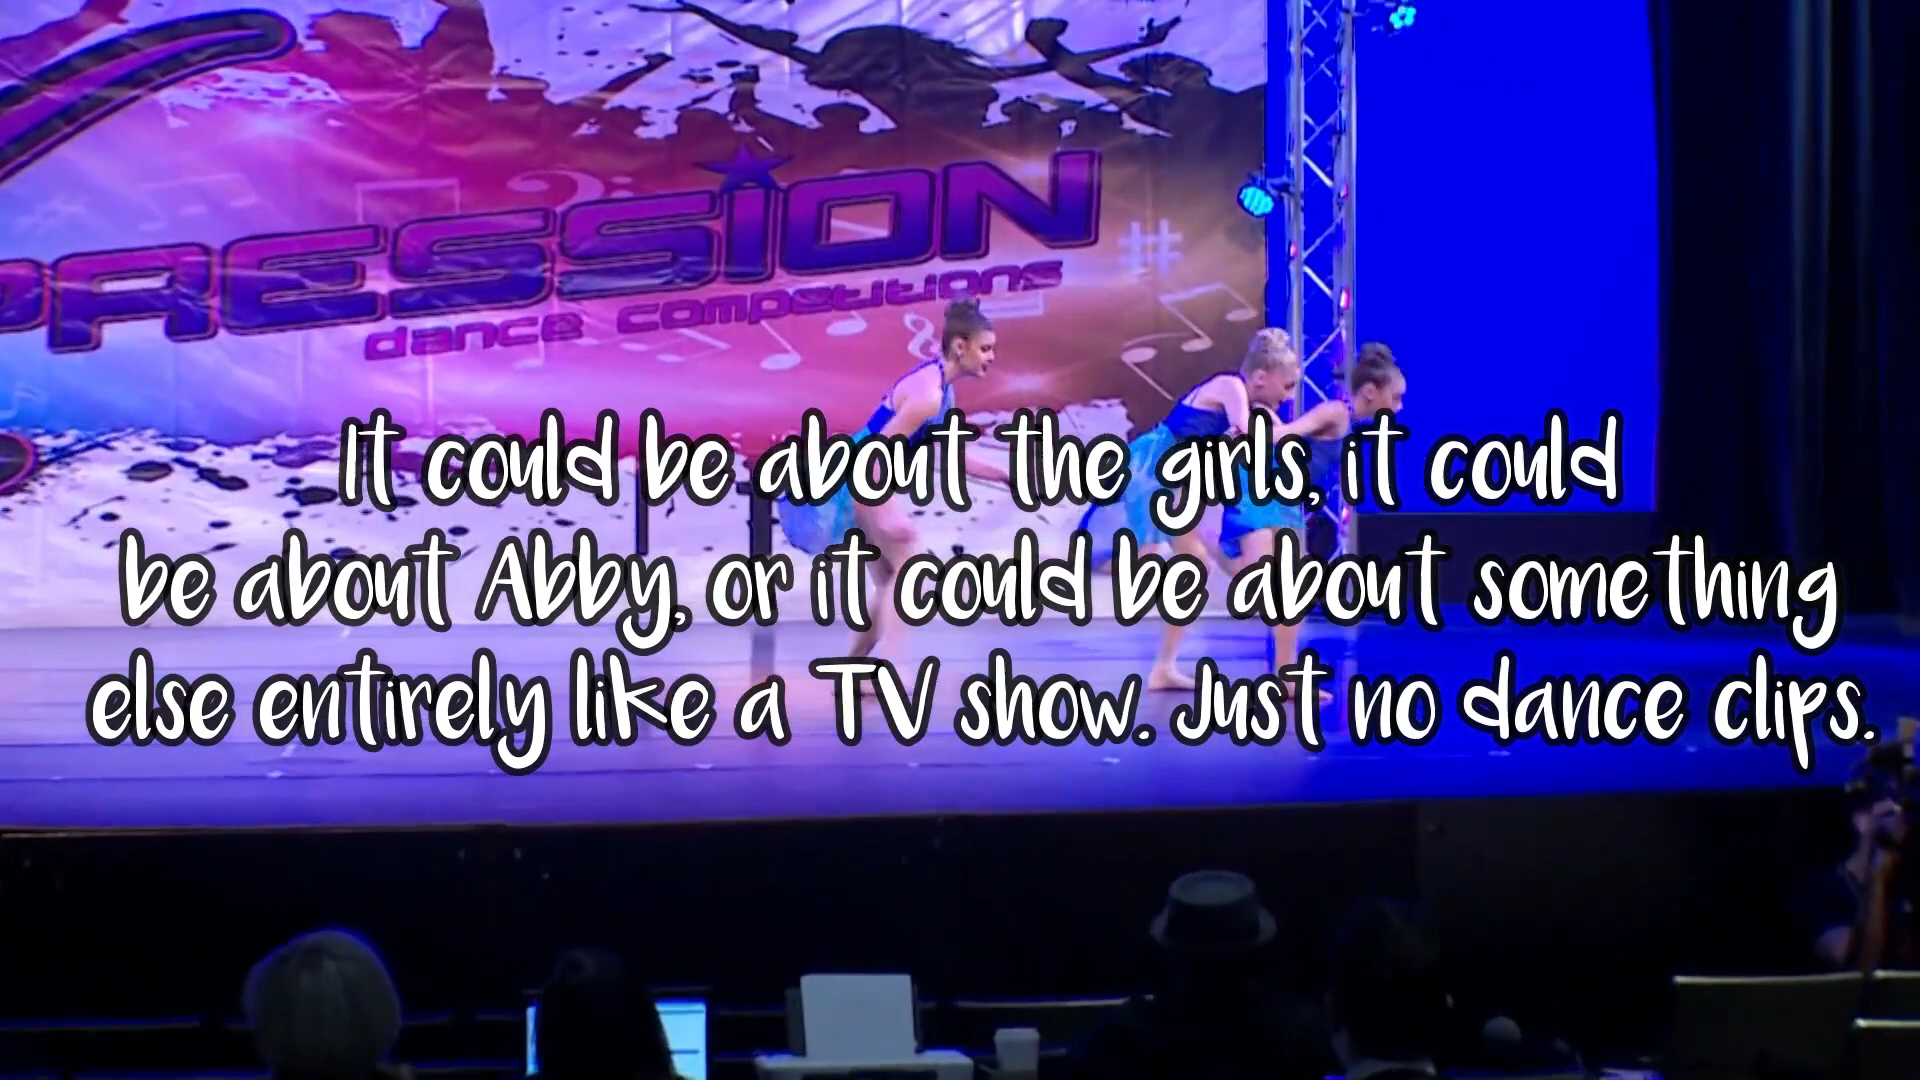 PRESSION
dance competitions
It could be about the girls, it could
be about Abby, or it could be about something
else entirely like a TV show. Just no dance clips.